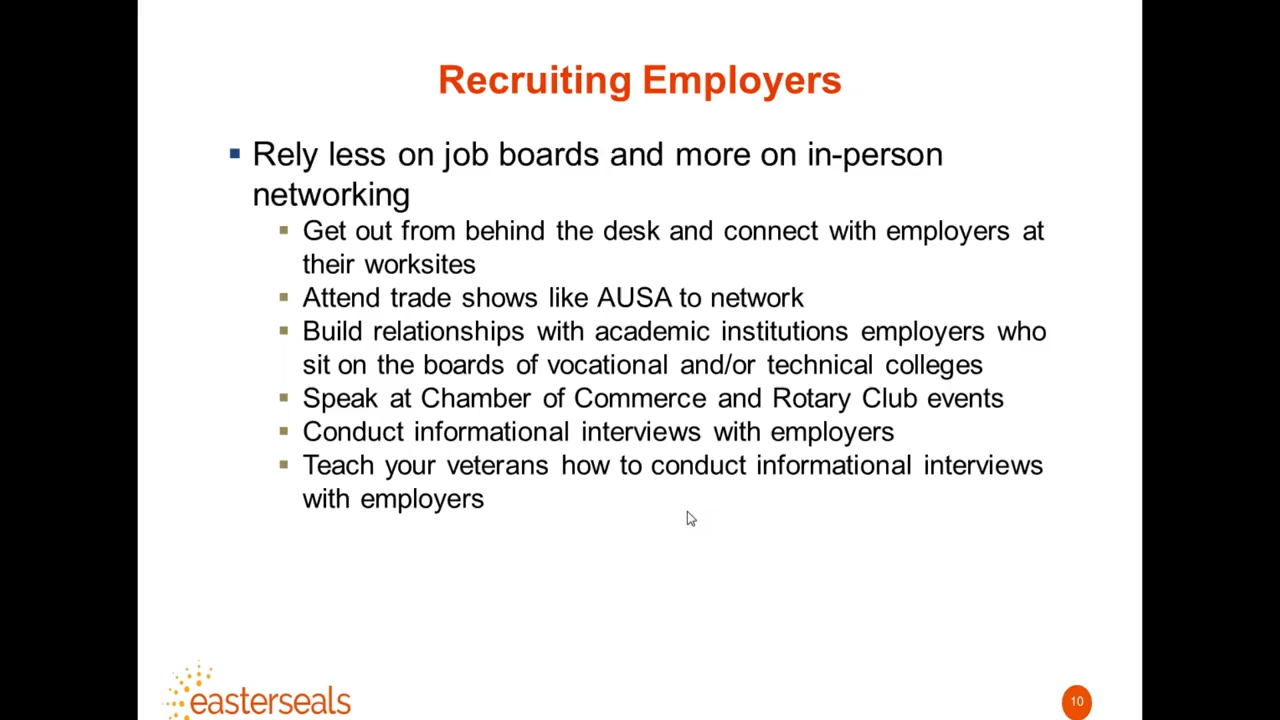 Recruiting Employers
Rely less on job boards and more on in-person
networking
Get out from behind the desk and connect with employers at
their worksites
Attend trade shows like AUSA to network
Build relationships with academic institutions employers who
sit on the boards of vocational and/or technical colleges
Speak at Chamber of Commerce and Rotary Club events
Conduct informational interviews with employers
Teach your veterans how to conduct informational interviews
with employers
easterseals
10